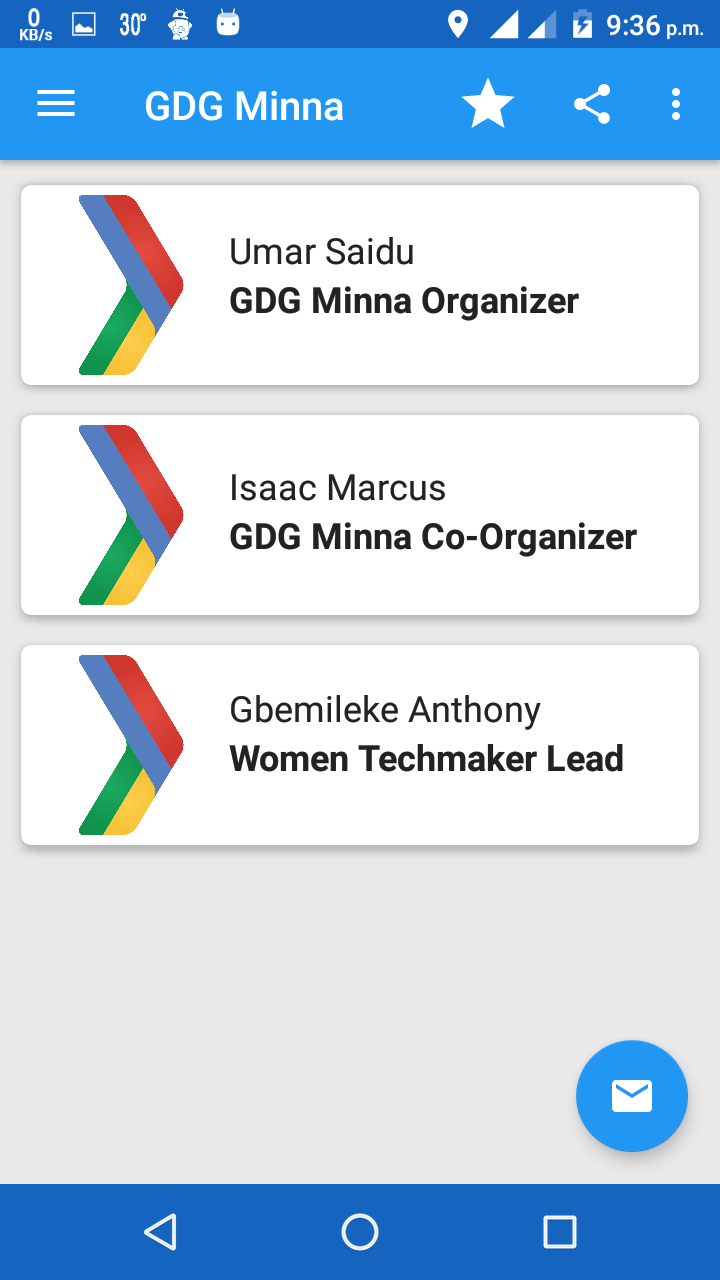 0
KB/s
30°
9:36 p.m.
GDG Minna
Umar Saidu
GDG Minna Organizer
Isaac Marcus
GDG Minna Co-Organizer
Gbemileke Anthony
Women Techmaker Lead